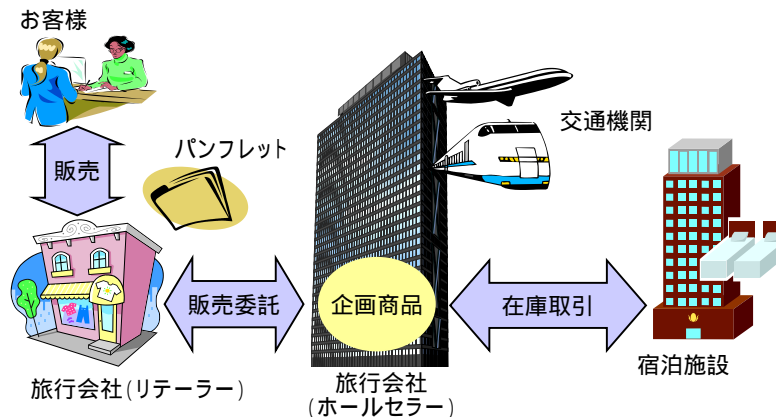 お客様
販売
パンフレット
交通機関
販売委託
企画商品
在庫取引
旅行会社(リテーラー)
旅行会社
(ホールセラー)
宿泊施設